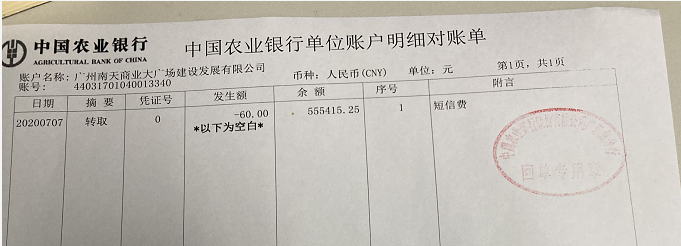 中国农业银行
AGRICULTURAL BANK OF CHINA
中国农业银行单位账户明细对账单
账户名称：广州南天商业大广场建设发展有限公司 币种：人民币(CNY) 单位：元 第1页，共1页
账号： 44031701040013340
日期 摘 要 凭证号 发生额 余 额 序号 附言
20200707 转取 0 -60.00 555415.25 1 短信费
*以下为空白*
回单专用章